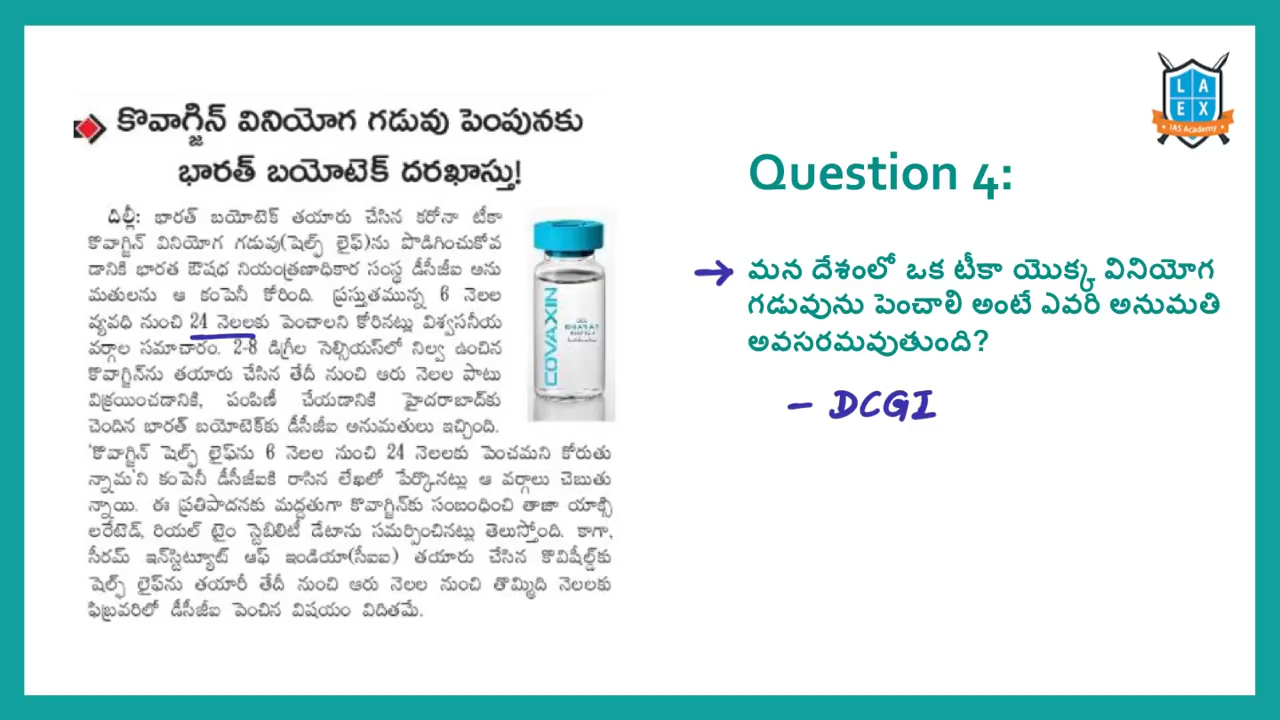 కొవాగ్జిన్ వినియోగ గడువు పెంపునకు
భారత్ బయోటెక్ దరఖాస్తు!
దిల్లీ: భారత్ బయోటెక్ తయారు చేసిన కరోనా టీకా
కొవాగ్జిన్ వినియోగ గడువు(షెల్ఫ్ లైఫ్)ను పొడిగించుకోవ
డానికి భారత ఔషధ నియంత్రణాధికార సంస్థ డీసీజీఐ అను
మతులను ఆ కంపెనీ కోరింది. ప్రస్తుతమున్న 6 నెలల
వ్యవధి నుంచి 24 నెలలకు పెంచాలని కోరినట్లు విశ్వసనీయ
వర్గాల సమాచారం. 2-8 డిగ్రీల సెల్సియస్‌లో నిల్వ ఉంచిన
కొవాగ్జిన్‌ను తయారు చేసిన తేదీ నుంచి ఆరు నెలల పాటు
విక్రయించడానికి, పంపిణీ చేయడానికి హైదరాబాద్‌కు
చెందిన భారత్ బయోటెక్‌కు డీసీజీఐ అనుమతులు ఇచ్చింది.
'కొవాగ్జిన్ షెల్ఫ్ లైఫ్‌ను 6 నెలల నుంచి 24 నెలలకు పెంచమని కోరుతు
న్నామ'ని కంపెనీ డీసీజీఐకి రాసిన లేఖలో పేర్కొనట్లు ఆ వర్గాలు చెబుతు
న్నాయి. ఈ ప్రతిపాదనకు మద్దతుగా కొవాగ్జిన్‌కు సంబంధించి తాజా యాక్సి
లరేటెడ్, రియల్ టైం స్టెబిలిటీ డేటాను సమర్పించినట్లు తెలుస్తోంది. కాగా,
సీరమ్ ఇన్‌స్టిట్యూట్ ఆఫ్ ఇండియా(సీఐఐ) తయారు చేసిన కొవిషీల్డ్‌కు
షెల్ఫ్ లైఫ్‌ను తయారీ తేదీ నుంచి ఆరు నెలల నుంచి తొమ్మిది నెలలకు
ఫిబ్రవరిలో డీసీజీఐ పెంచిన విషయం విదితమే.
COVAXIN
BHARAT
LAEX
IAS Academy
Question 4:
మన దేశంలో ఒక టీకా యొక్క వినియోగ
గడువును పెంచాలి అంటే ఎవరి అనుమతి
అవసరమవుతుంది?
– DCGI